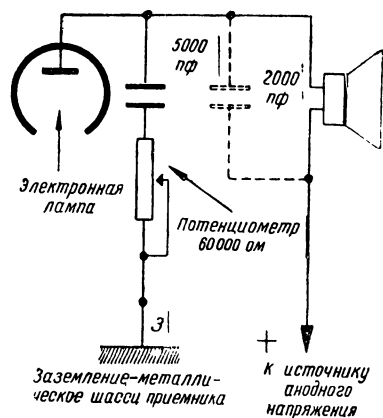 5000
пф
2000
пф
Электронная
лампа
Потенциометр
60000 ом
З
+
Заземление-металли-
ческое шасси приемника
К источнику
анодного
напряжения